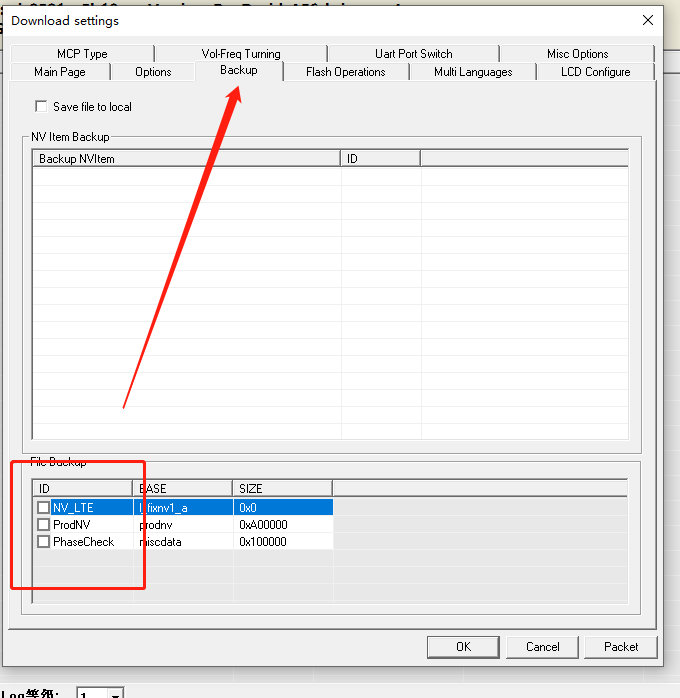 Download settings
MCP Type
Vol-Freq Turning
Uart Port Switch
Misc Options
Main Page
Options
Backup
Flash Operations
Multi Languages
LCD Configure
Save file to local
NV Item Backup
Backup NVItem
ID
File Backup
ID
BASE
SIZE
NV_LTE
l_fixnv1_a
0x0
ProdNV
prodnv
0xA00000
PhaseCheck
miscdata
0x100000
OK
Cancel
Packet
Log等级:
1